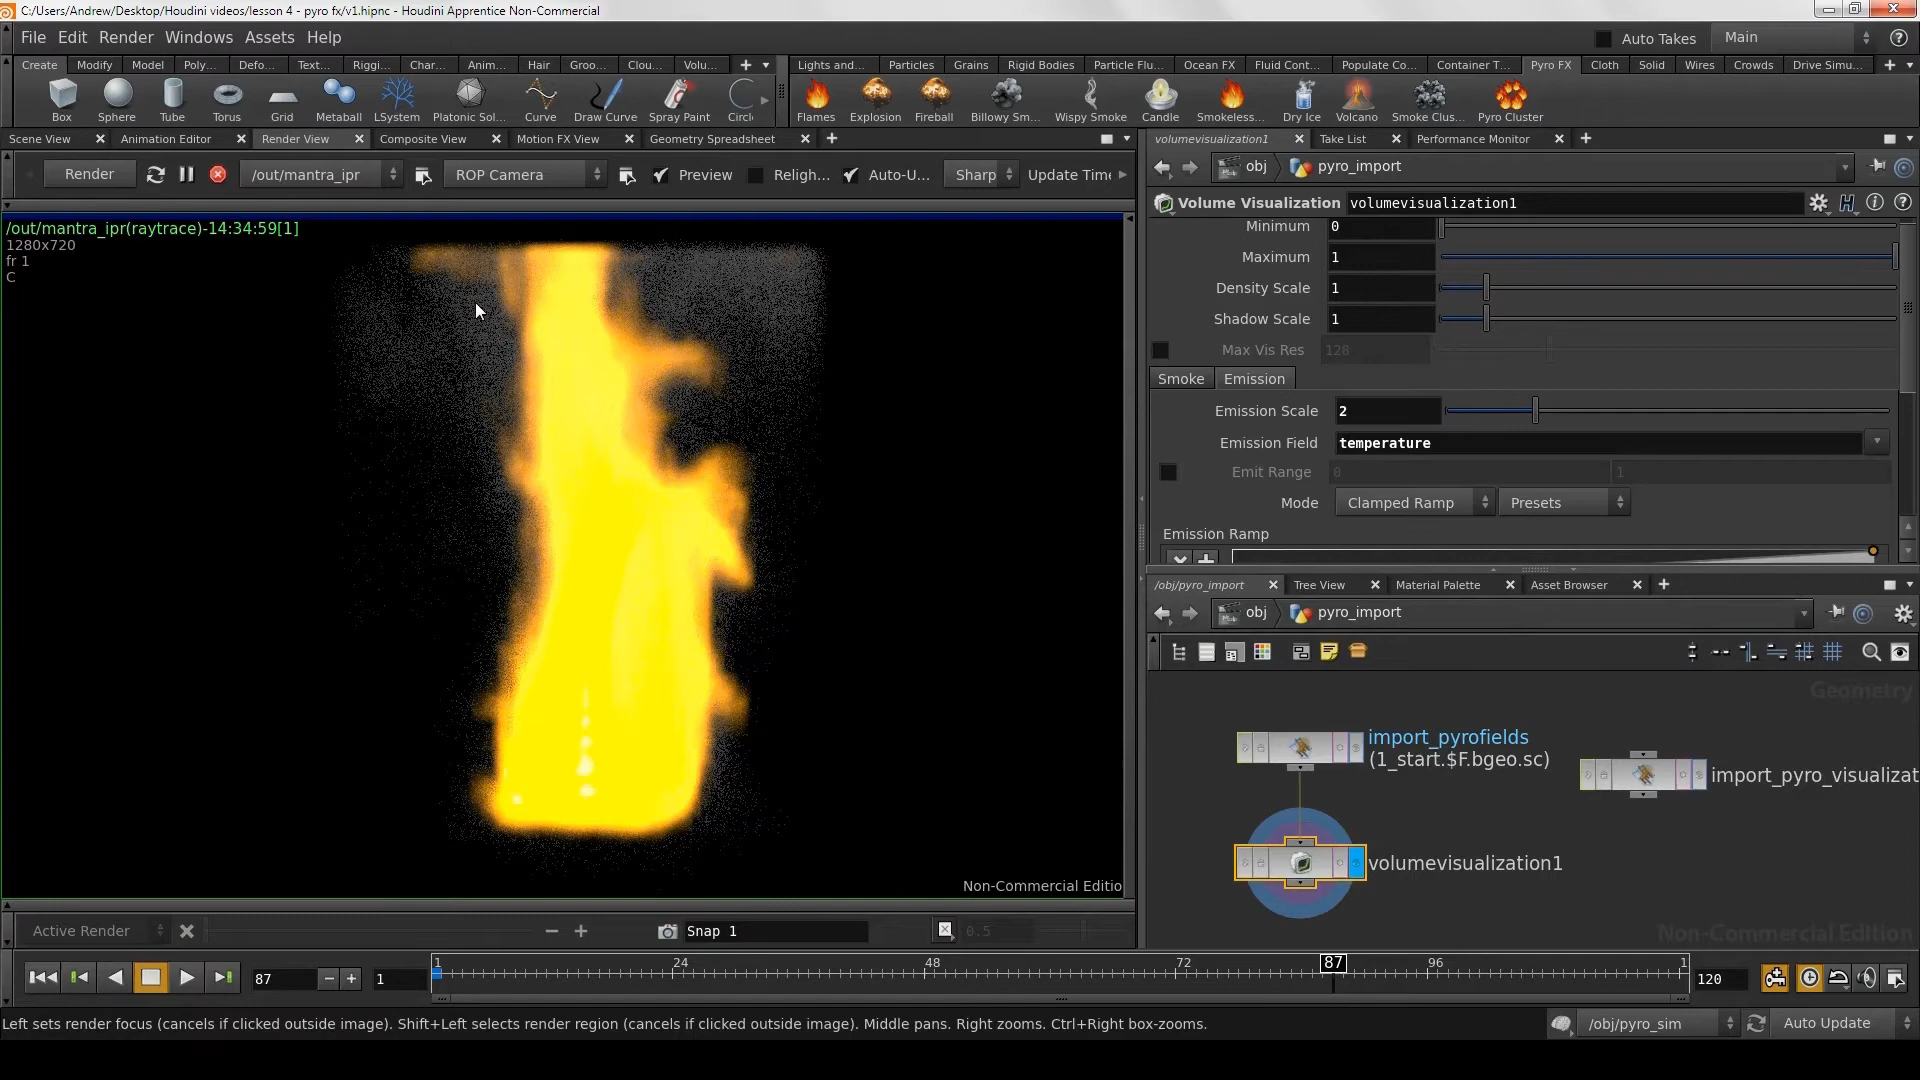 C:/Users/Andrew/Desktop/Houdini videos/lesson 4 - pyro fx/v1.hipnc - Houdini Apprentice Non-Commercial
File Edit Render Windows Assets Help
Auto Takes Main
Create Modify Model Poly... Defo... Text... Riggi... Char... Anim... Hair Groo... Clou... Volu...
Lights and... Particles Grains Rigid Bodies Particle Flu... Ocean FX Fluid Cont... Populate Co... Container T... Pyro FX Cloth Solid Wires Crowds Drive Simu...
Box Sphere Tube Torus Grid Metaball LSystem Platonic Sol... Curve Draw Curve Spray Paint Circl
Flames Explosion Fireball Billowy Sm... Wispy Smoke Candle Smokeless... Dry Ice Volcano Smoke Clus... Pyro Cluster
Scene View Animation Editor Render View Composite View Motion FX View Geometry Spreadsheet
volumevisualization1 Take List Performance Monitor
Render /out/mantra_ipr ROP Camera Preview Religh... Auto-U... Sharp Update Time
obj pyro_import
Volume Visualization volumevisualization1
/out/mantra_ipr(raytrace)-14:34:59[1]
1280x720
fr 1
C
Minimum 0
Maximum 1
Density Scale 1
Shadow Scale 1
Max Vis Res 128
Smoke Emission
Emission Scale 2
Emission Field temperature
Emit Range 0 1
Mode Clamped Ramp Presets
Emission Ramp
/obj/pyro_import Tree View Material Palette Asset Browser
obj pyro_import
Geometry
import_pyrofields
(1_start.$F.bgeo.sc)
import_pyro_visualizat
volumevisualization1
Non-Commercial Edition
Non-Commercial Editio
Active Render Snap 1 0.5
87 1 1 24 48 72 87 96 1 120
Left sets render focus (cancels if clicked outside image). Shift+Left selects render region (cancels if clicked outside image). Middle pans. Right zooms. Ctrl+Right box-zooms.
/obj/pyro_sim Auto Update